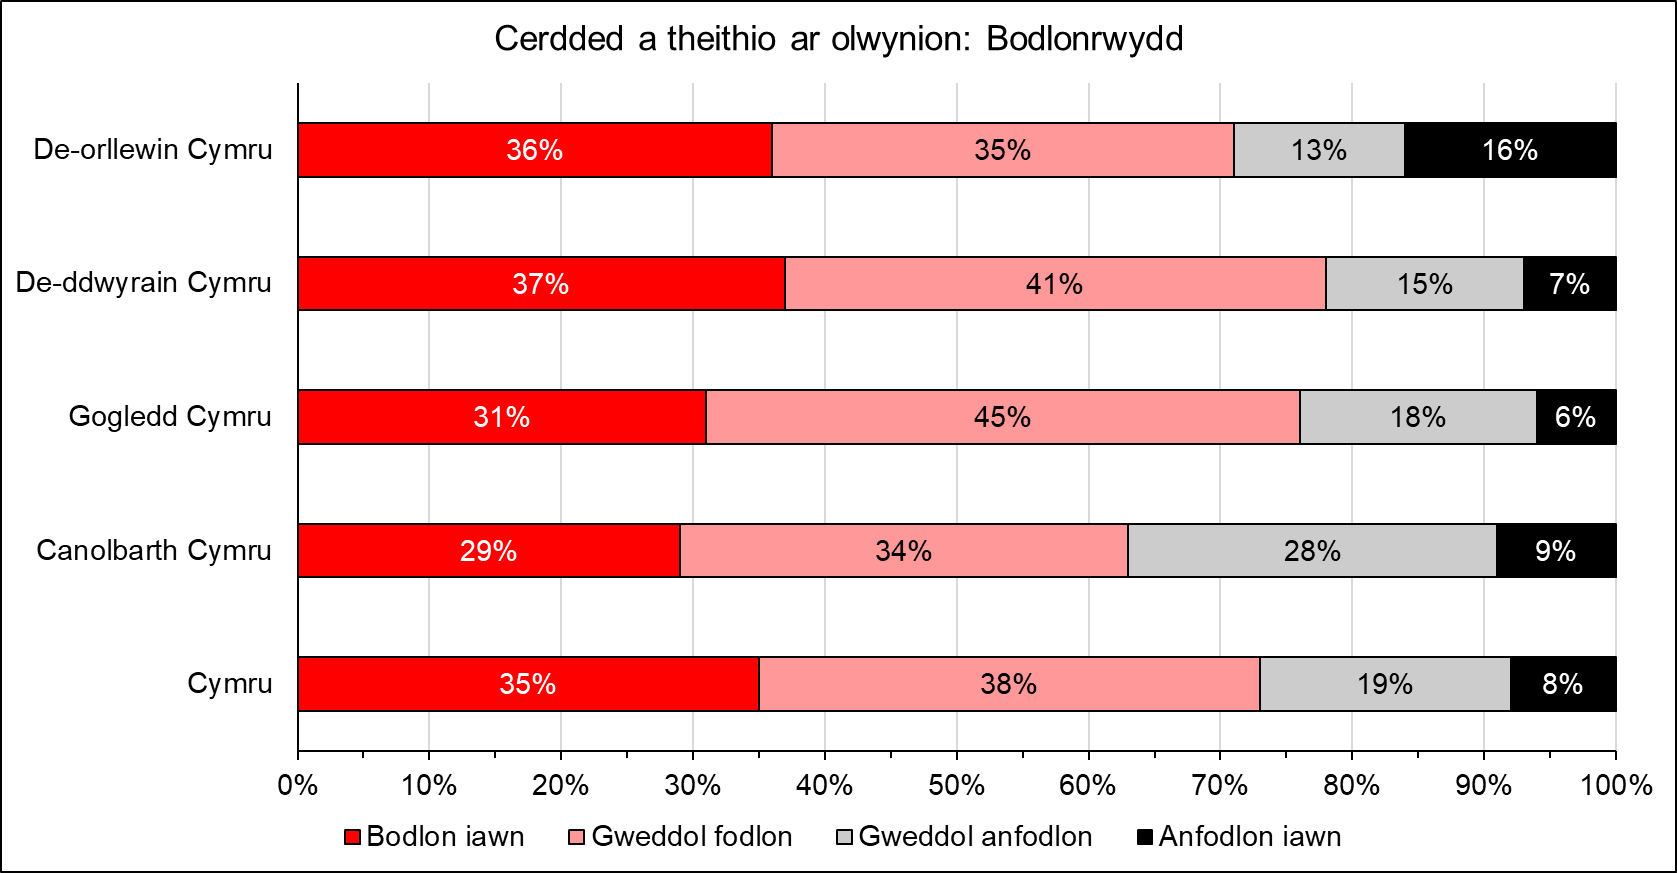 Cerdded a theithio ar olwynion: Bodlonrwydd
De-orllewin Cymru 36% 35% 13% 16%
De-ddwyrain Cymru 37% 41% 15% 7%
Gogledd Cymru 31% 45% 18% 6%
Canolbarth Cymru 29% 34% 28% 9%
Cymru 35% 38% 19% 8%
0% 10% 20% 30% 40% 50% 60% 70% 80% 90% 100%
Bodlon iawn Gweddol fodlon Gweddol anfodlon Anfodlon iawn